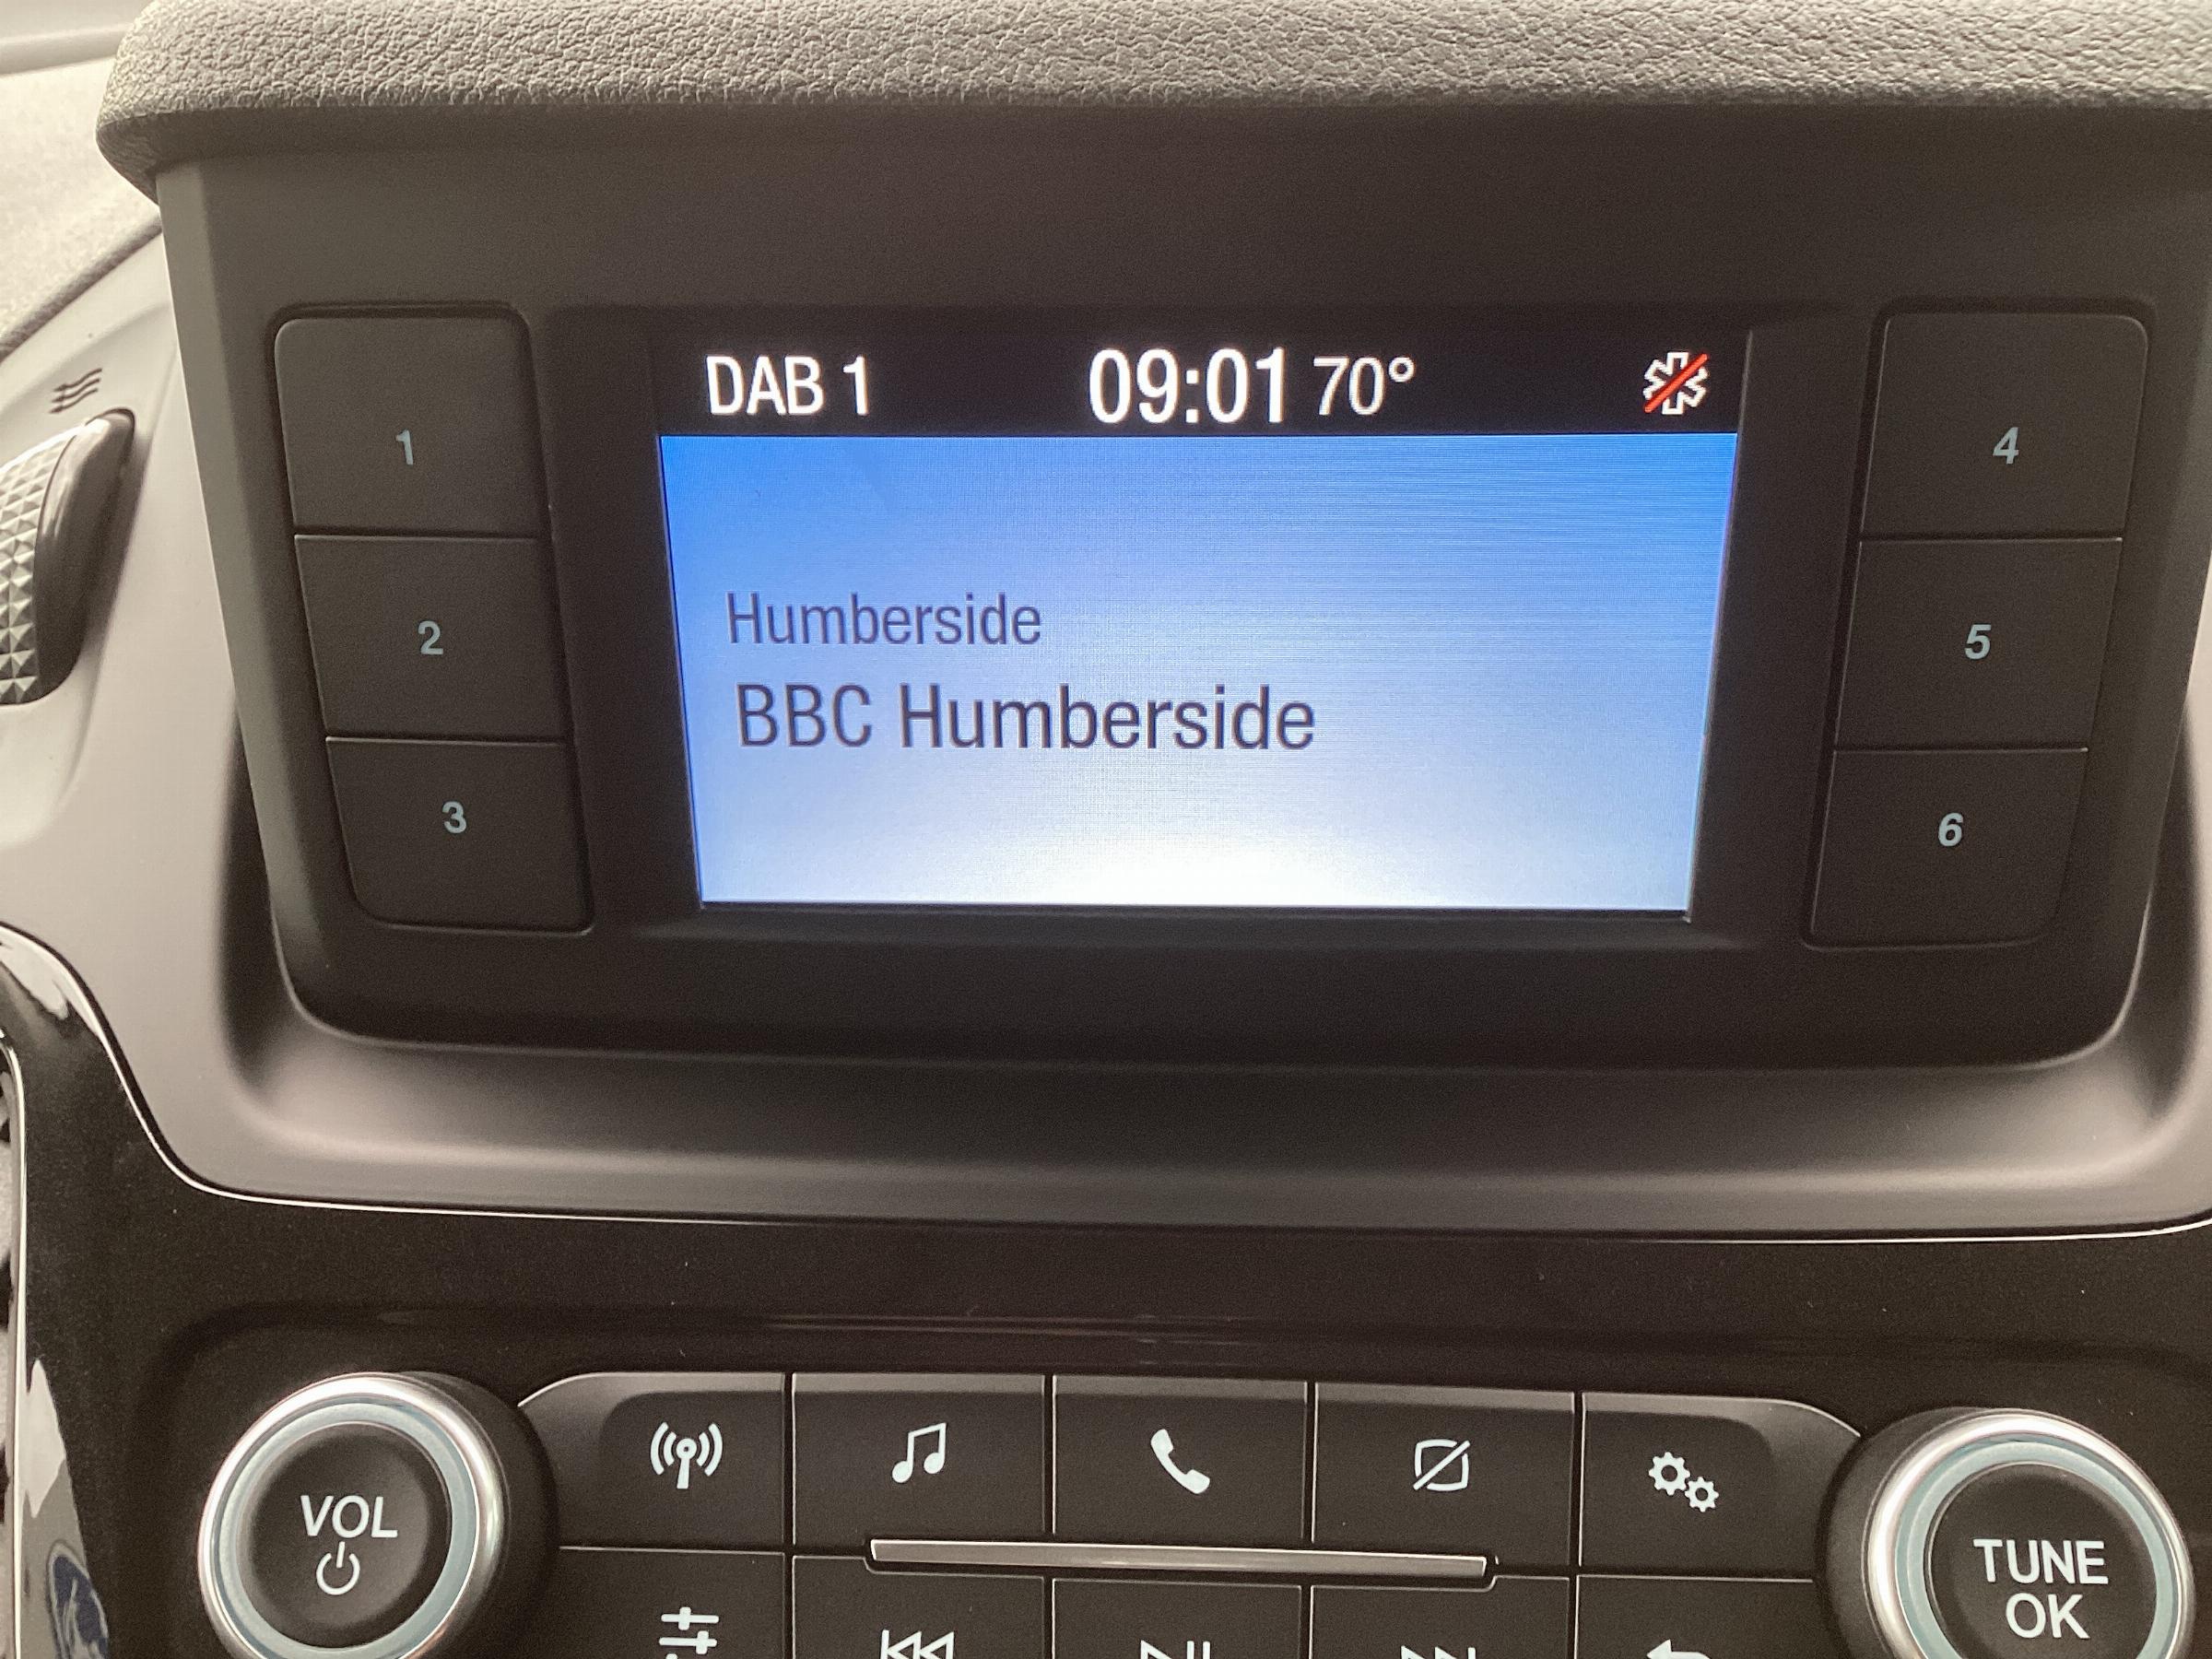 DAB 1 09:01 70°
Humberside
BBC Humberside
1
2
3
4
5
6
VOL
TUNE
OK